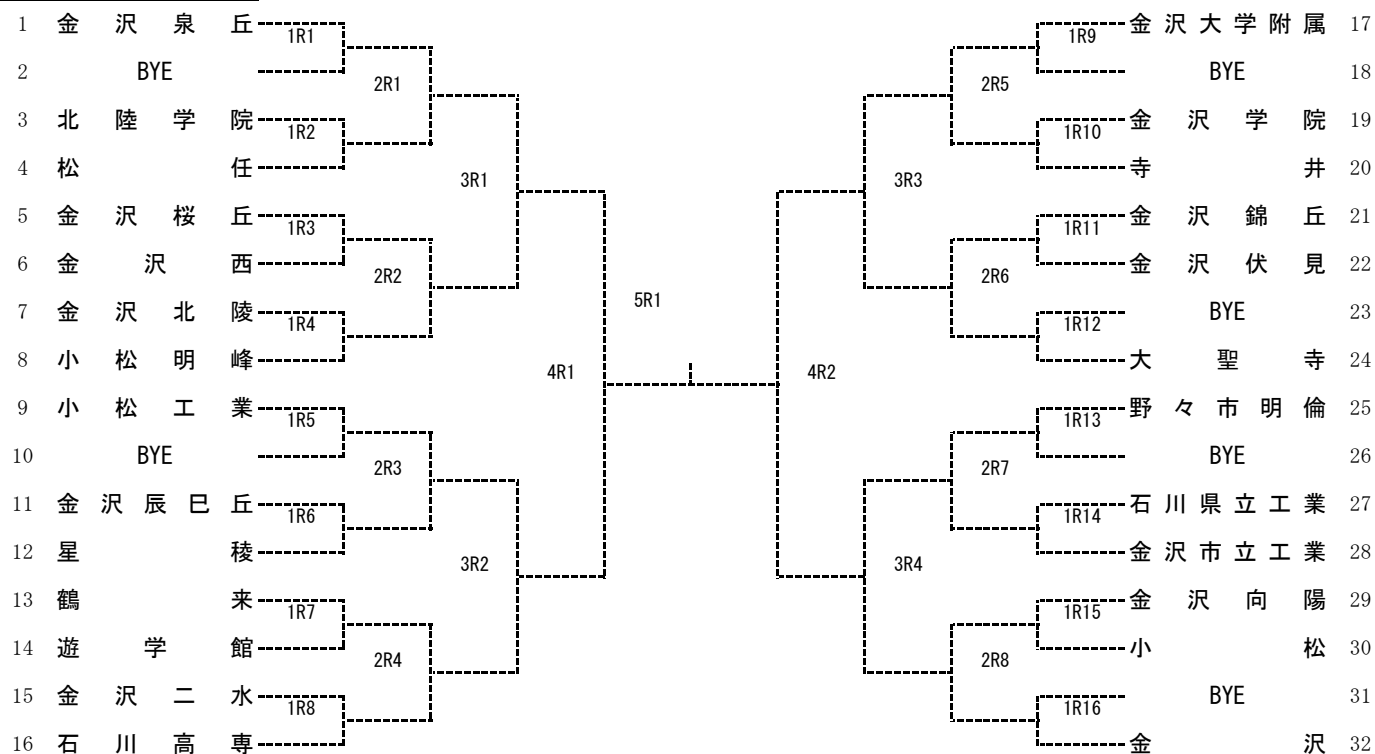 1 金沢泉丘 1R1 1R9 金沢大学附属 17
2 BYE 2R1 2R5 BYE 18
3 北陸学院 1R2 1R10 金沢学院 19
4 松任 3R1 3R3 寺井 20
5 金沢桜丘 1R3 1R11 金沢錦丘 21
6 金沢西 2R2 2R6 金沢伏見 22
5R1
7 金沢北陵 1R4 1R12 BYE 23
8 小松明峰 4R1 4R2 大聖寺 24
9 小松工業 1R5 1R13 野々市明倫 25
10 BYE 2R3 2R7 BYE 26
11 金沢辰巳丘 1R6 1R14 石川県立工業 27
12 星稜 3R2 3R4 金沢市立工業 28
13 鶴来 1R7 1R15 金沢向陽 29
14 遊学館 2R4 2R8 小松 30
15 金沢二水 1R8 1R16 BYE 31
16 石川高専 金沢 32